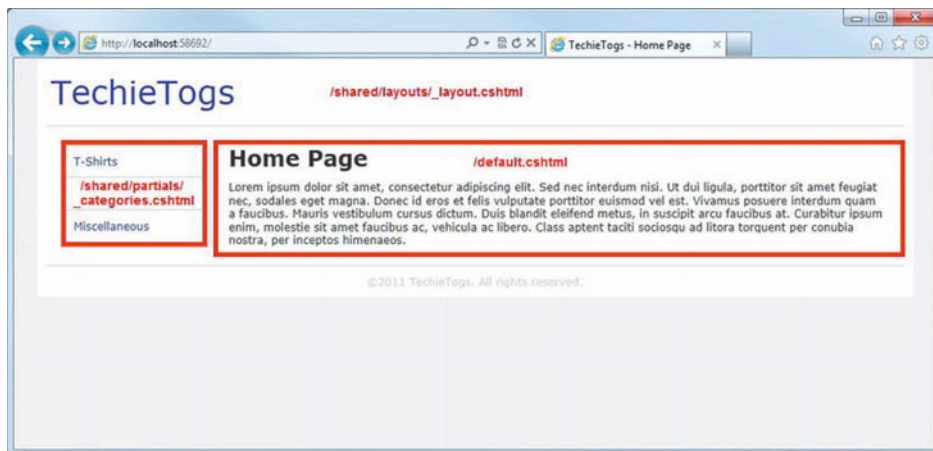 http://localhost:58692/
TechieTogs - Home Page
TechieTogs
/shared/layouts/_layout.cshtml
T-Shirts
/shared/partials/
_categories.cshtml
Miscellaneous
Home Page
/default.cshtml
Lorem ipsum dolor sit amet, consectetur adipiscing elit. Sed nec interdum nisi. Ut dui ligula, porttitor sit amet feugiat
nec, sodales eget magna. Donec id eros et felis vulputate porttitor euismod vel est. Vivamus posuere interdum quam
a faucibus. Mauris vestibulum cursus dictum. Duis blandit eleifend metus, in suscipit arcu faucibus at. Curabitur ipsum
enim, molestie sit amet faucibus ac, vehicula ac libero. Class aptent taciti sociosqu ad litora torquent per conubia
nostra, per inceptos himenaeos.
©2011 TechieTogs. All rights reserved.